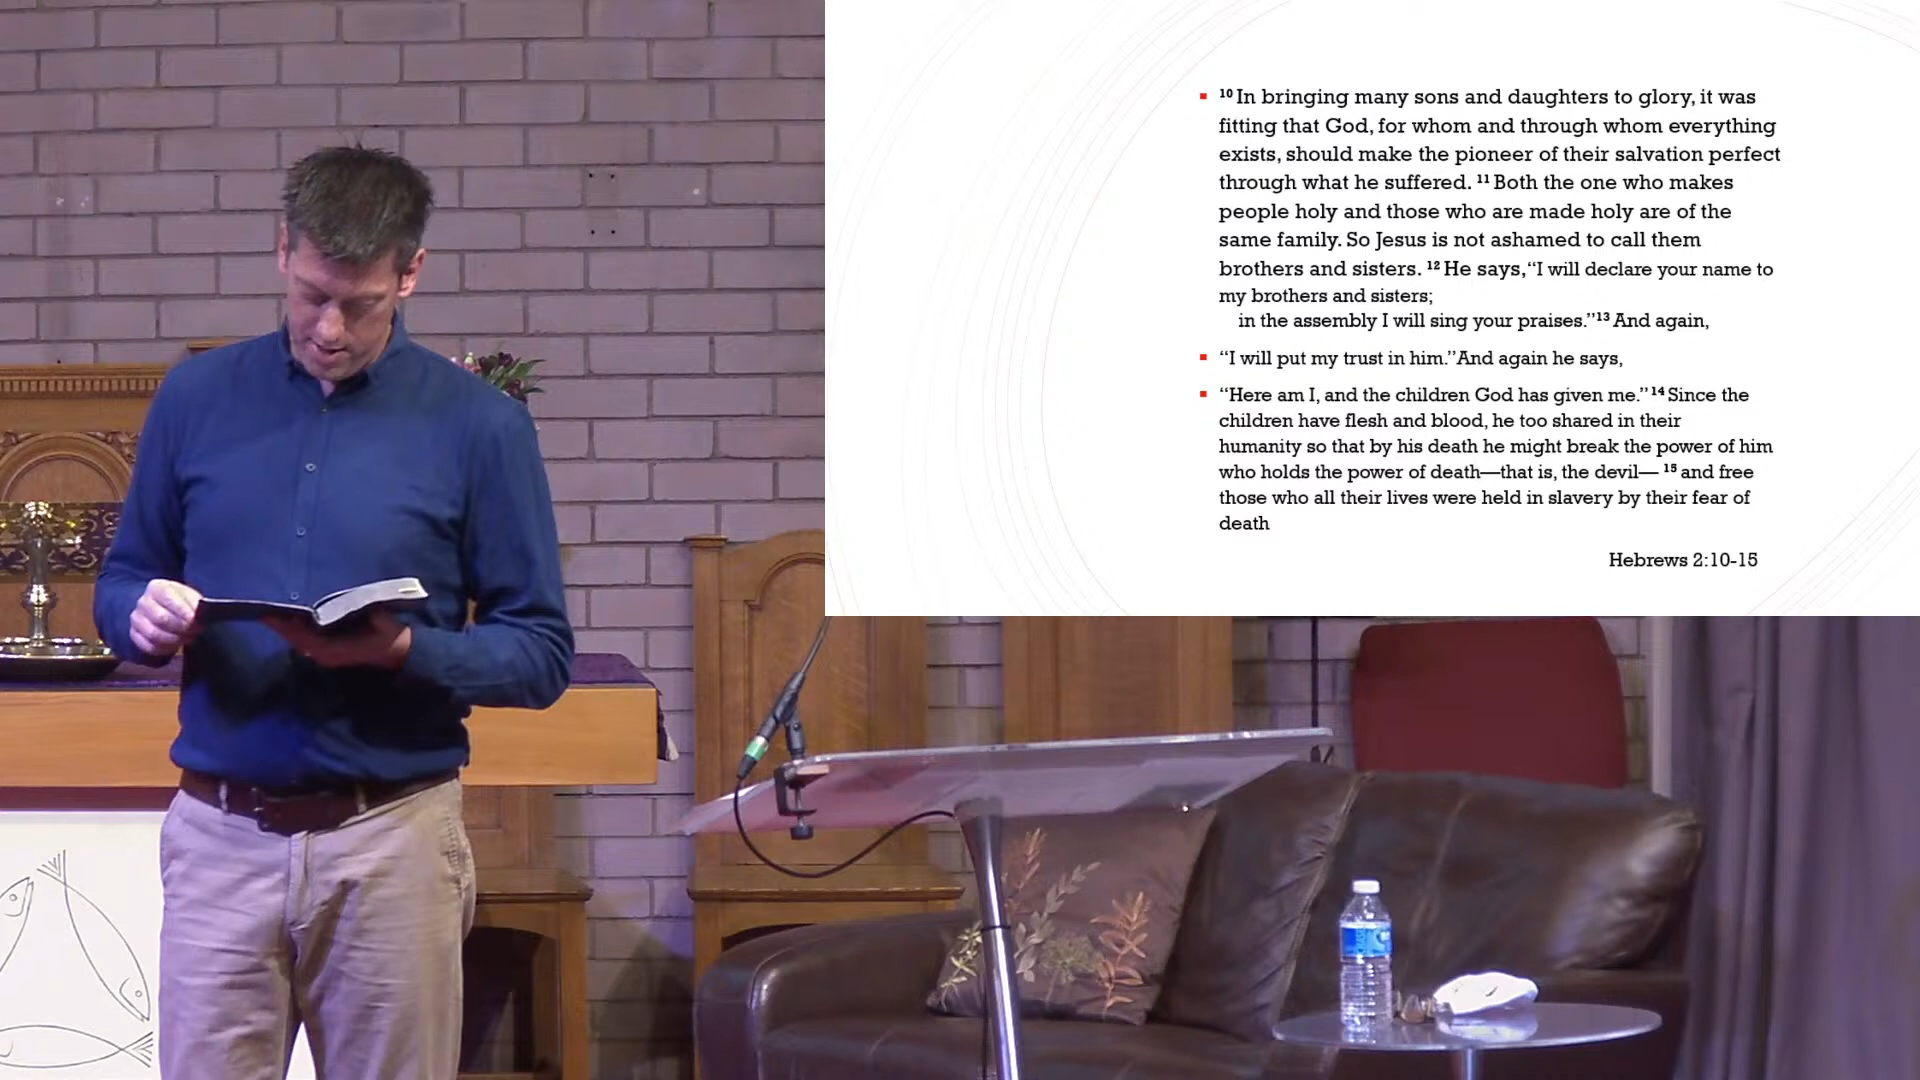 ¹⁰ In bringing many sons and daughters to glory, it was
fitting that God, for whom and through whom everything
exists, should make the pioneer of their salvation perfect
through what he suffered. ¹¹ Both the one who makes
people holy and those who are made holy are of the
same family. So Jesus is not ashamed to call them
brothers and sisters. ¹² He says, “I will declare your name to
my brothers and sisters;
in the assembly I will sing your praises.” ¹³ And again,
“I will put my trust in him.” And again he says,
“Here am I, and the children God has given me.” ¹⁴ Since the
children have flesh and blood, he too shared in their
humanity so that by his death he might break the power of him
who holds the power of death—that is, the devil— ¹⁵ and free
those who all their lives were held in slavery by their fear of
death
Hebrews 2:10-15